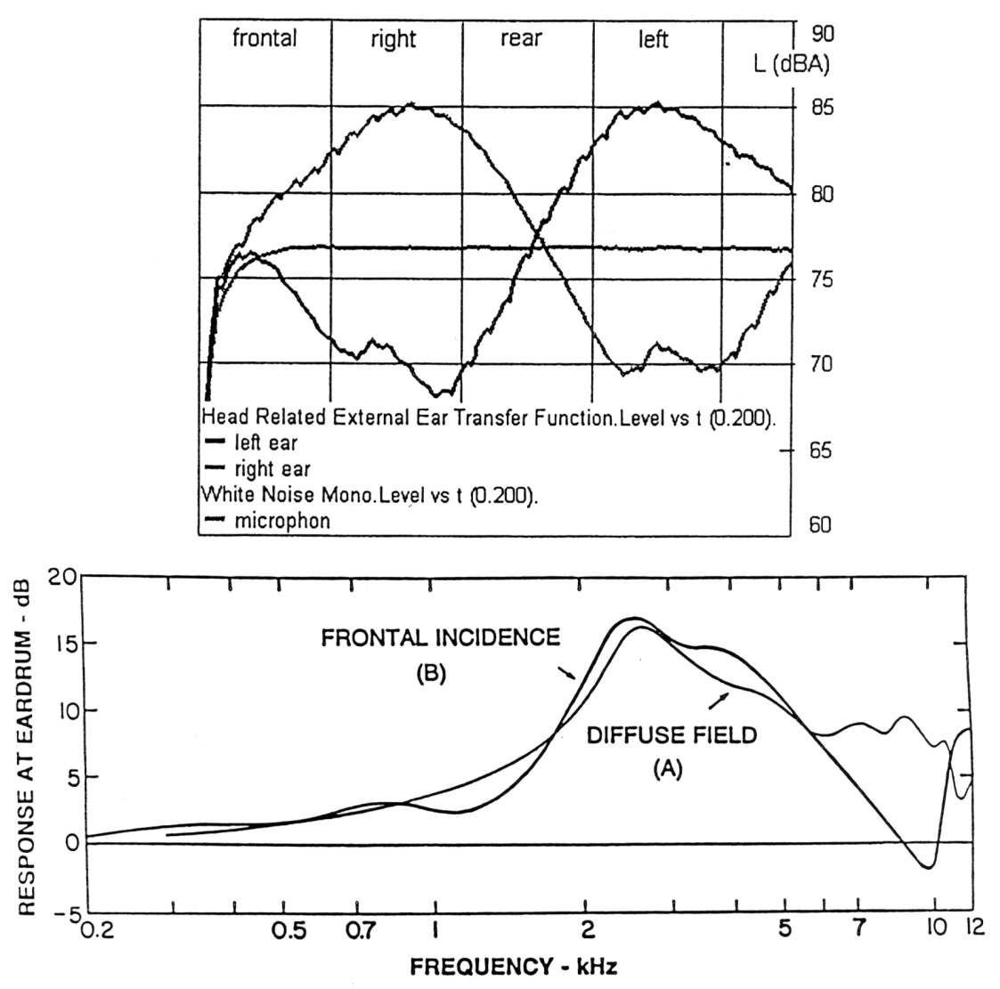 frontal right rear left 90
L (dBA)
85
80
75
70
Head Related External Ear Transfer Function.Level vs t (0.200).
left ear
65
right ear
White Noise Mono.Level vs t (0.200).
microphon 60
20
15
10
5
0
-5
RESPONSE AT EARDRUM - dB
FRONTAL INCIDENCE
(B)
DIFFUSE FIELD
(A)
0.2 0.5 0.7 1 2 5 7 10 12
FREQUENCY - kHz